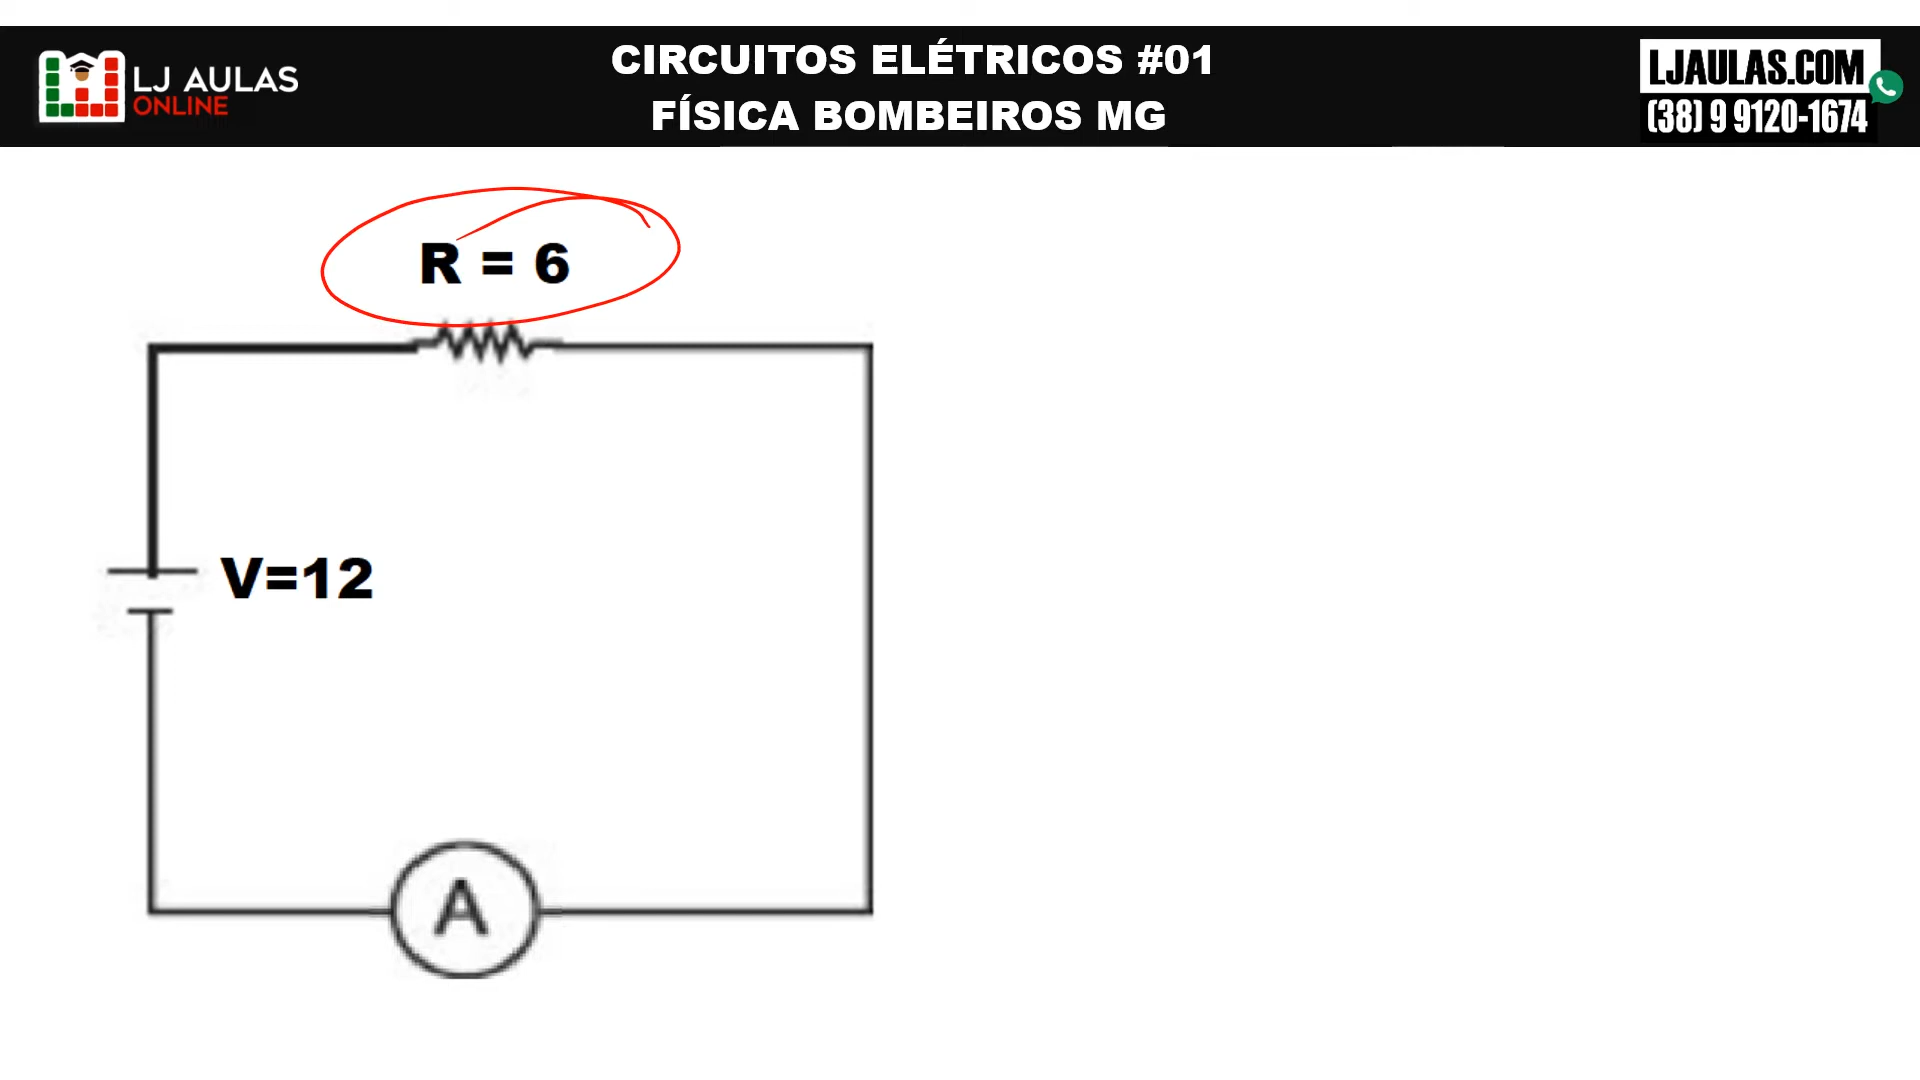 LJ AULAS
ONLINE
CIRCUITOS ELÉTRICOS #01
FÍSICA BOMBEIROS MG
LJAULAS.COM
(38) 9 9120-1674
R = 6
V=12
A